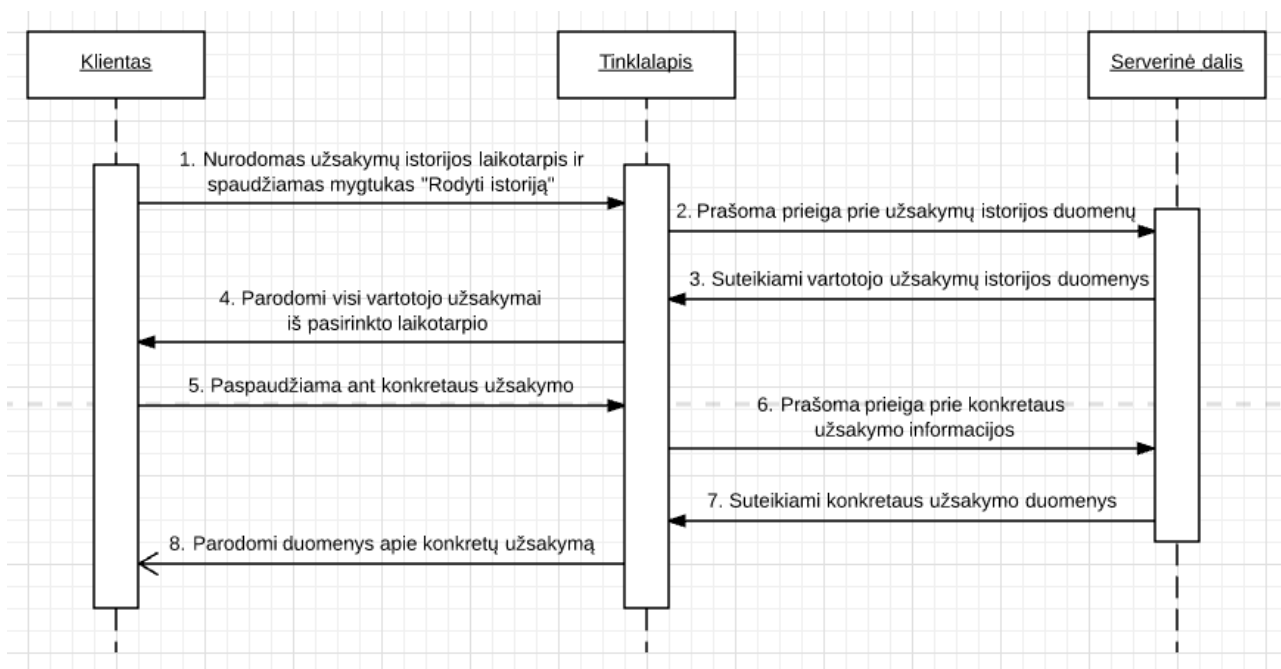 Klientas
Tinklalapis
Serverinė dalis
1. Nurodomas užsakymų istorijos laikotarpis ir
spaudžiamas mygtukas "Rodyti istoriją"
2. Prašoma prieiga prie užsakymų istorijos duomenų
3. Suteikiami vartotojo užsakymų istorijos duomenys
4. Parodomi visi vartotojo užsakymai
iš pasirinkto laikotarpio
5. Paspaudžiama ant konkretaus užsakymo
6. Prašoma prieiga prie konkretaus
užsakymo informacijos
7. Suteikiami konkretaus užsakymo duomenys
8. Parodomi duomenys apie konkretų užsakymą